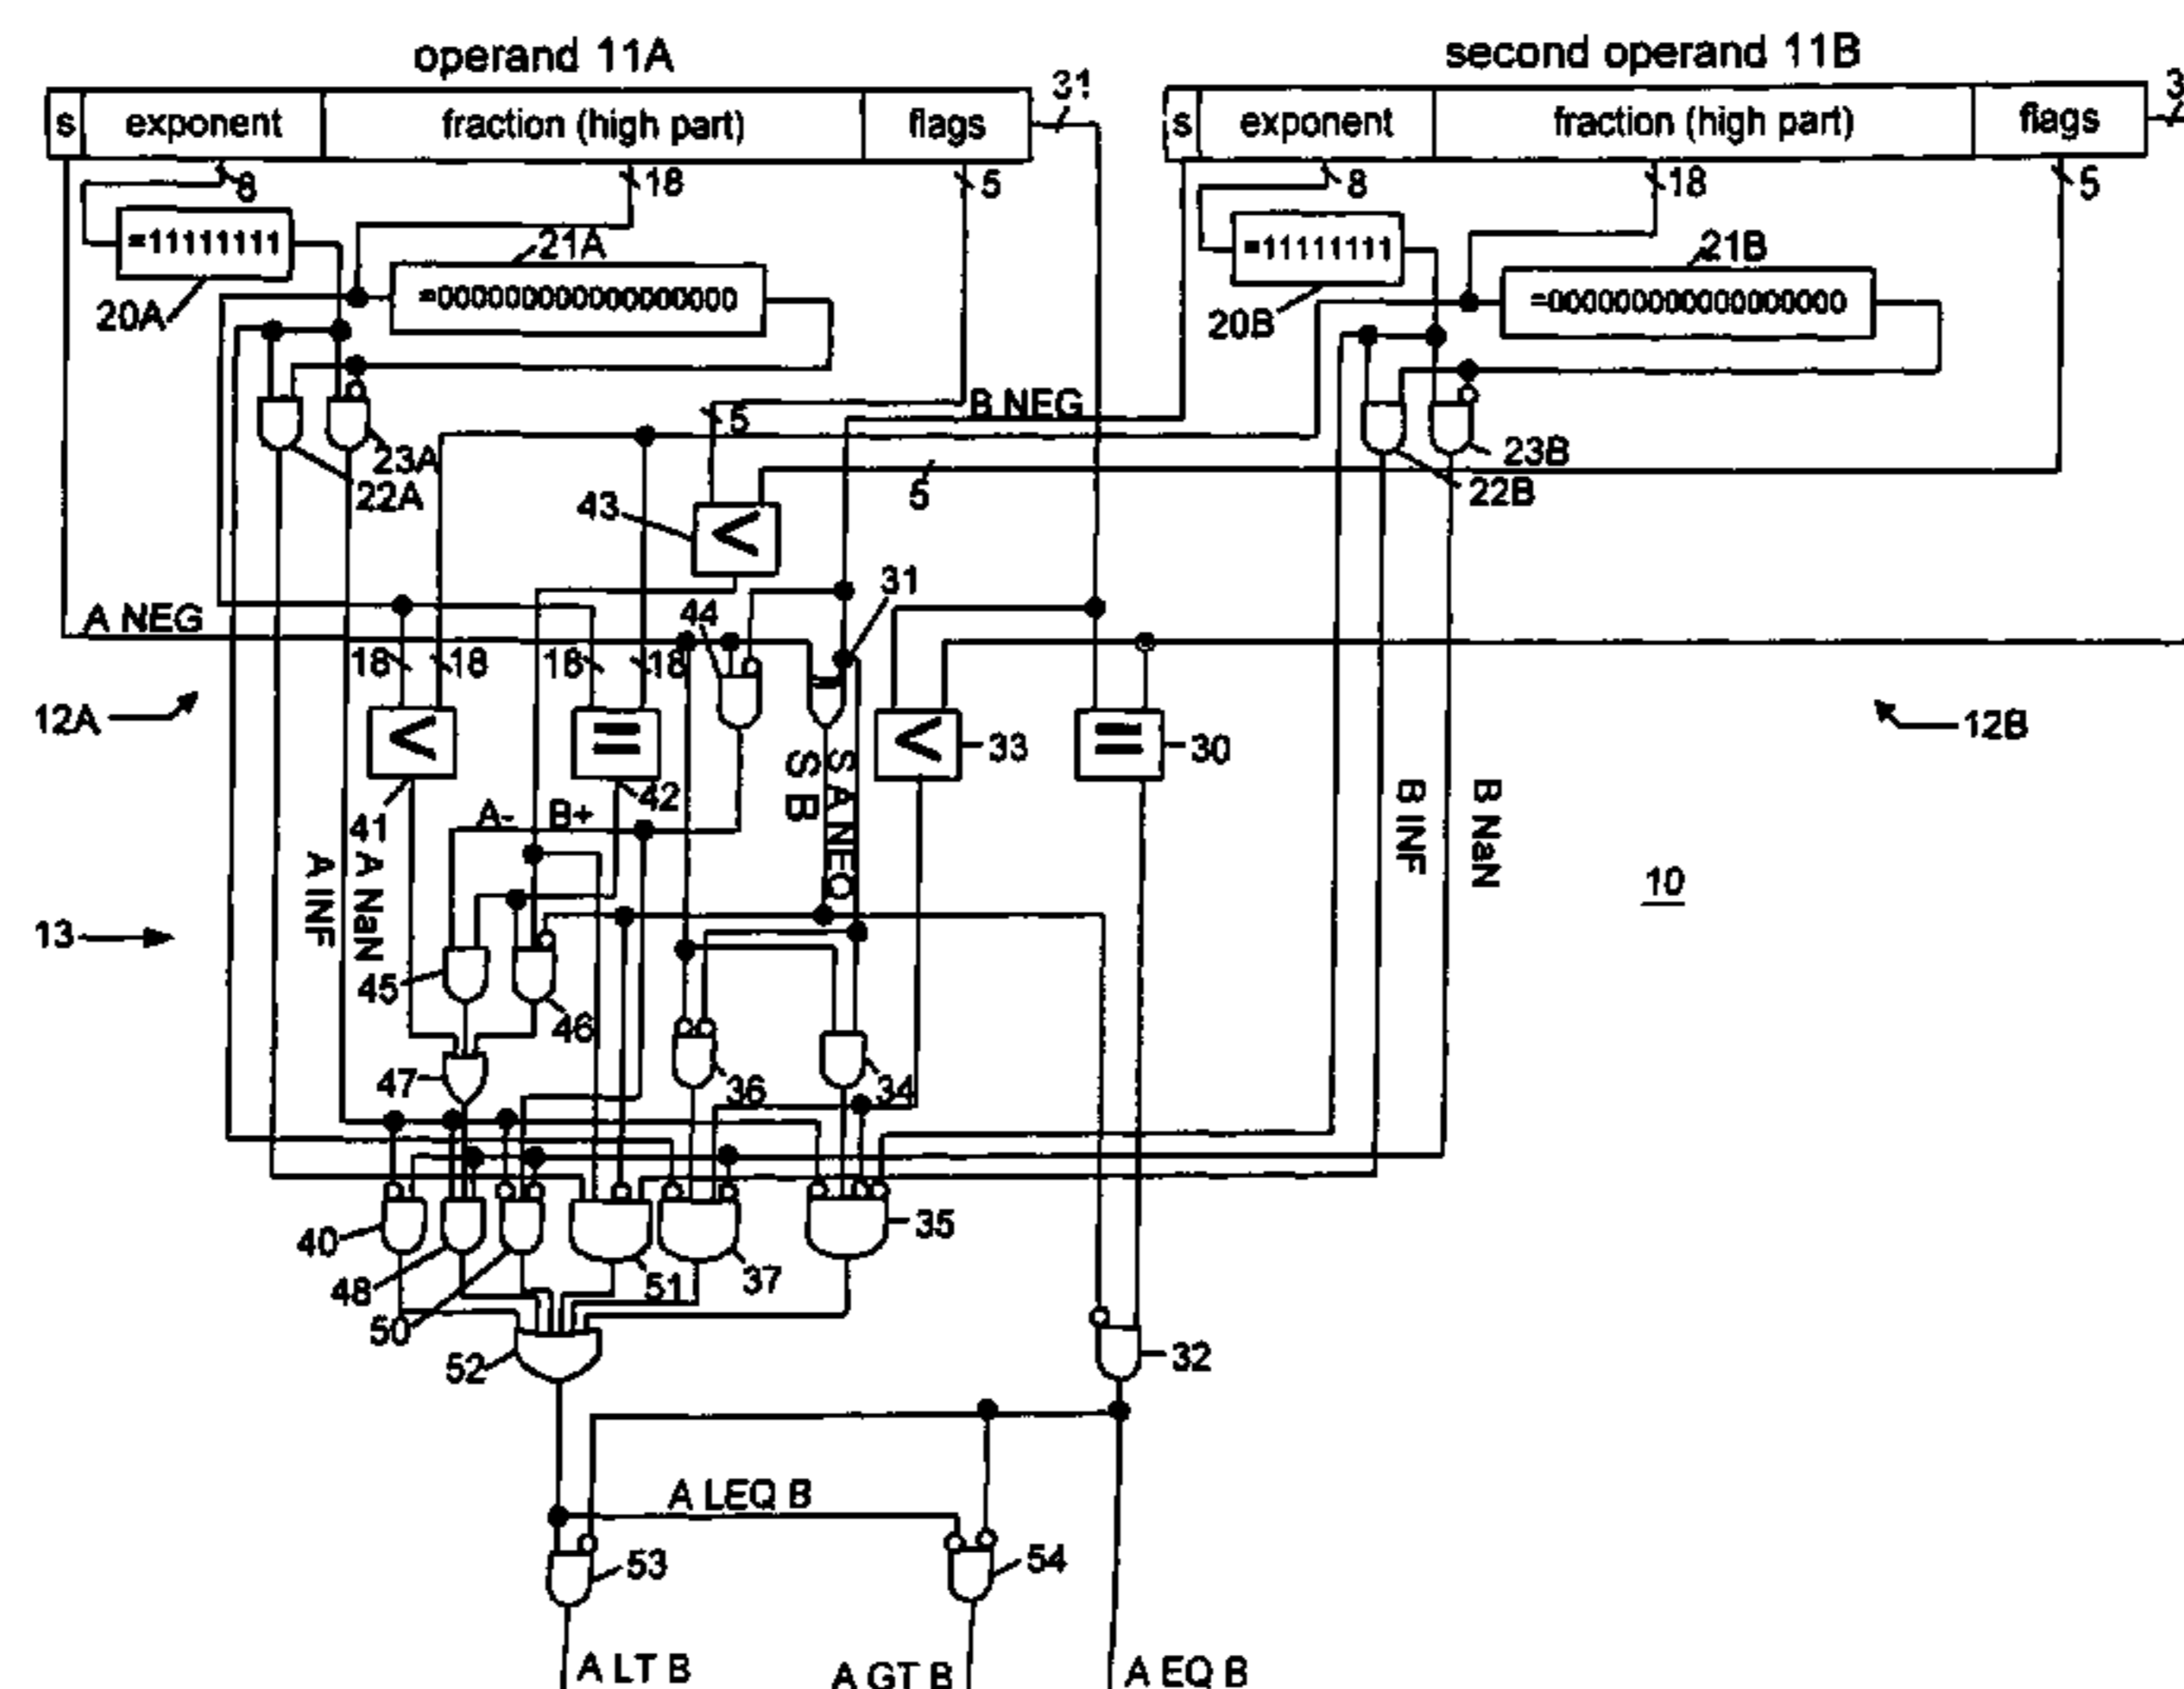 operand 11A
second operand 11B
s exponent fraction (high part) flags
31
s exponent fraction (high part) flags
3
8
18
5
8
18
5
=11111111
21A
=000000000000000000
20A
=11111111
21B
=000000000000000000
20B
5
B NEG
23A
22A
23B
22B
43
<
5
31
44
A NEG
18
18
18
18
12A
<
=
<
33
=
30
12B
41
42
A-
B+
S A NEQ
S B
A INF
A NaN
B INF
B NaN
10
13
45
46
47
36
34
40
48
50
51
37
35
52
32
A LEQ B
53
54
A LT B
A GT B
A EQ B